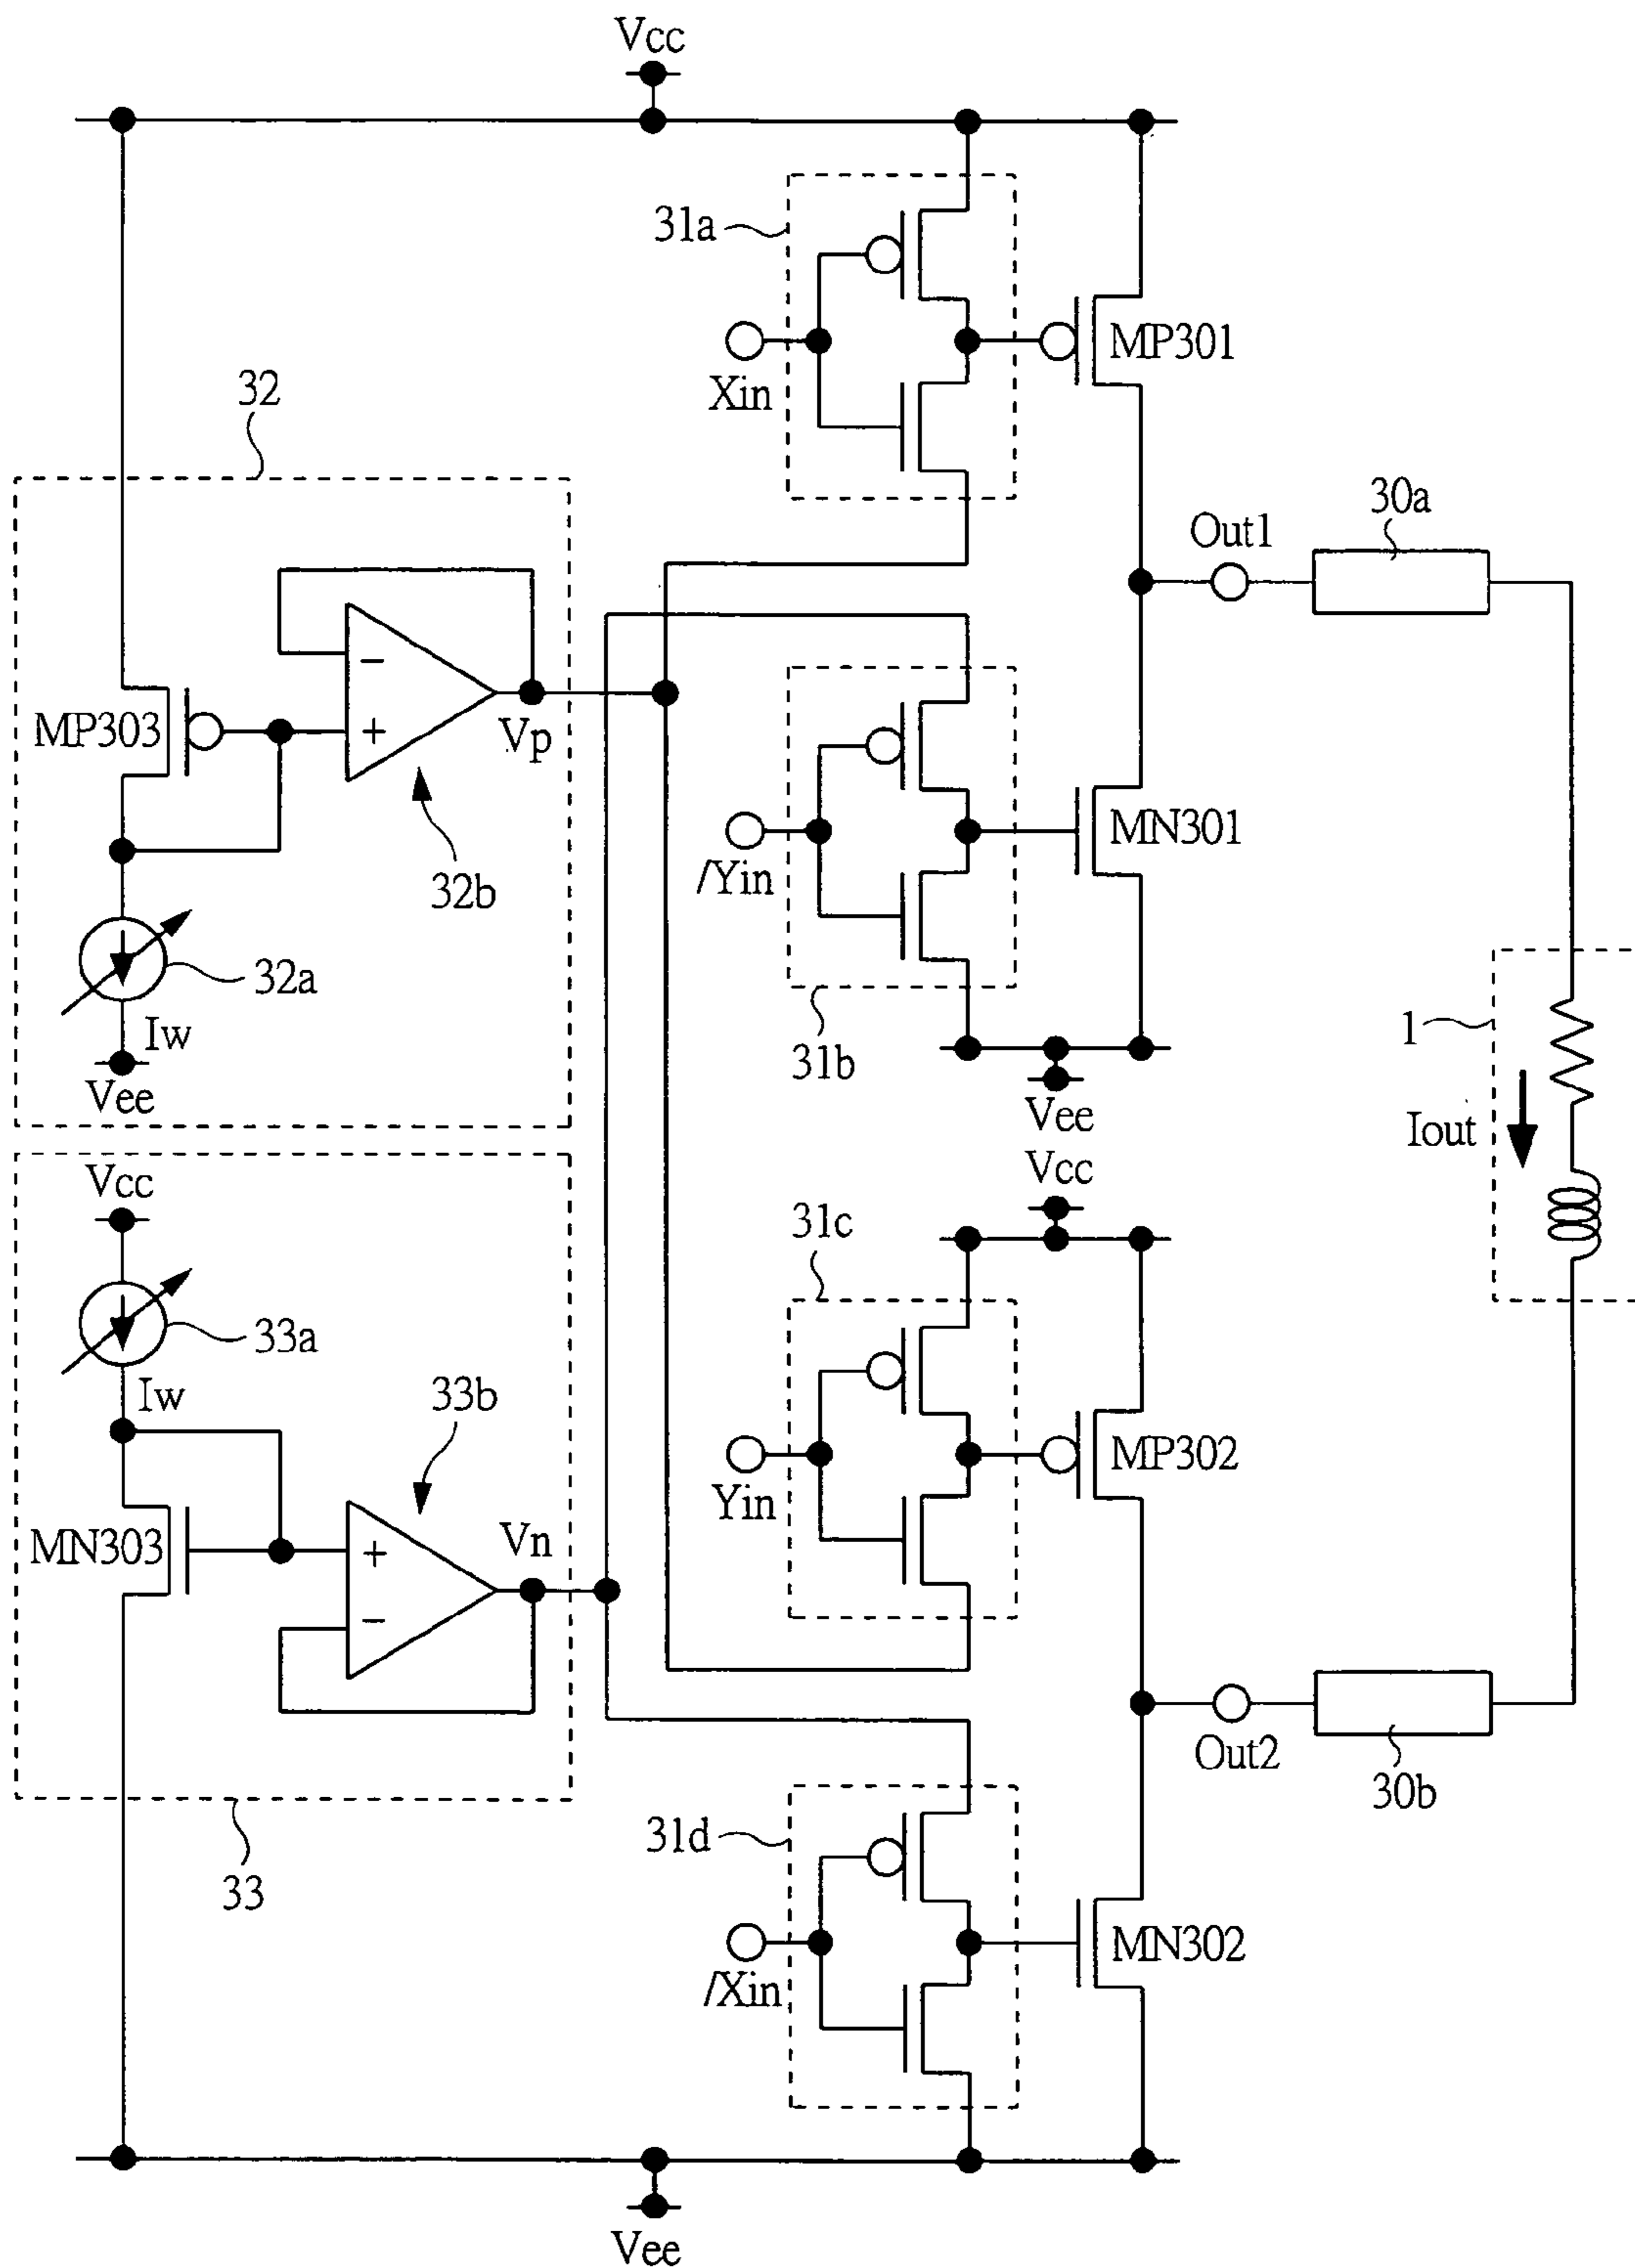 Vcc
31a
Xin
MP301
32
Out1
30a
MP303
Vp
32b
/Yin
MN301
32a
Iw
Vee
31b
Vee
1
Iout
Vcc
Vcc
31c
33a
Iw
33b
Yin
MP302
MN303
Vn
Out2
30b
31d
33
/Xin
MN302
Vee